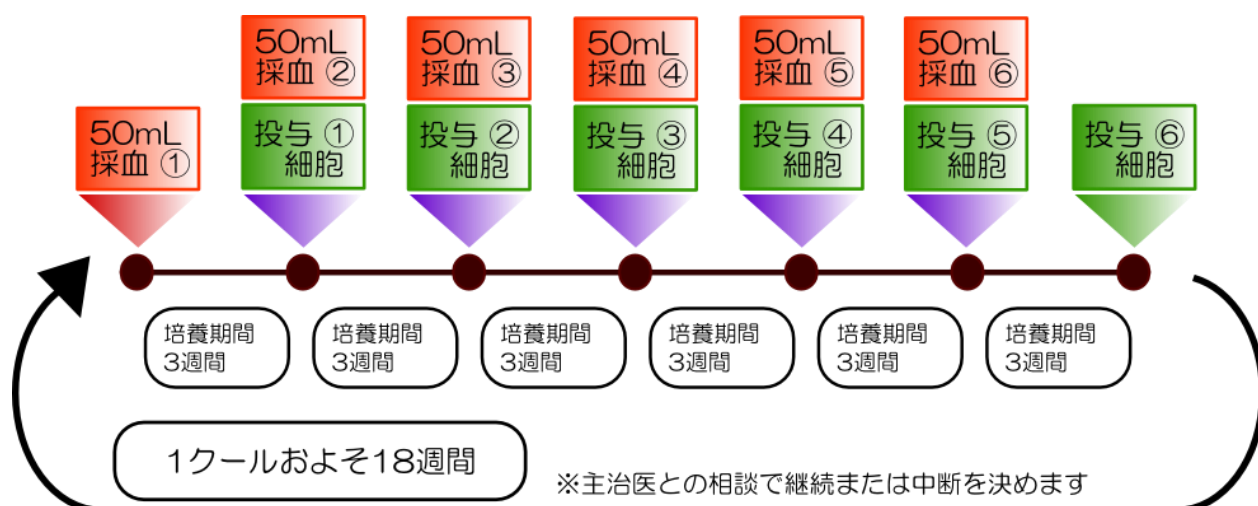 50mL
採血 ①
50mL
採血 ②
投与 ①
細胞
50mL
採血 ③
投与 ②
細胞
50mL
採血 ④
投与 ③
細胞
50mL
採血 ⑤
投与 ④
細胞
50mL
採血 ⑥
投与 ⑤
細胞
投与 ⑥
細胞
培養期間
3週間
培養期間
3週間
培養期間
3週間
培養期間
3週間
培養期間
3週間
培養期間
3週間
1クールおよそ18週間
※主治医との相談で継続または中断を決めます